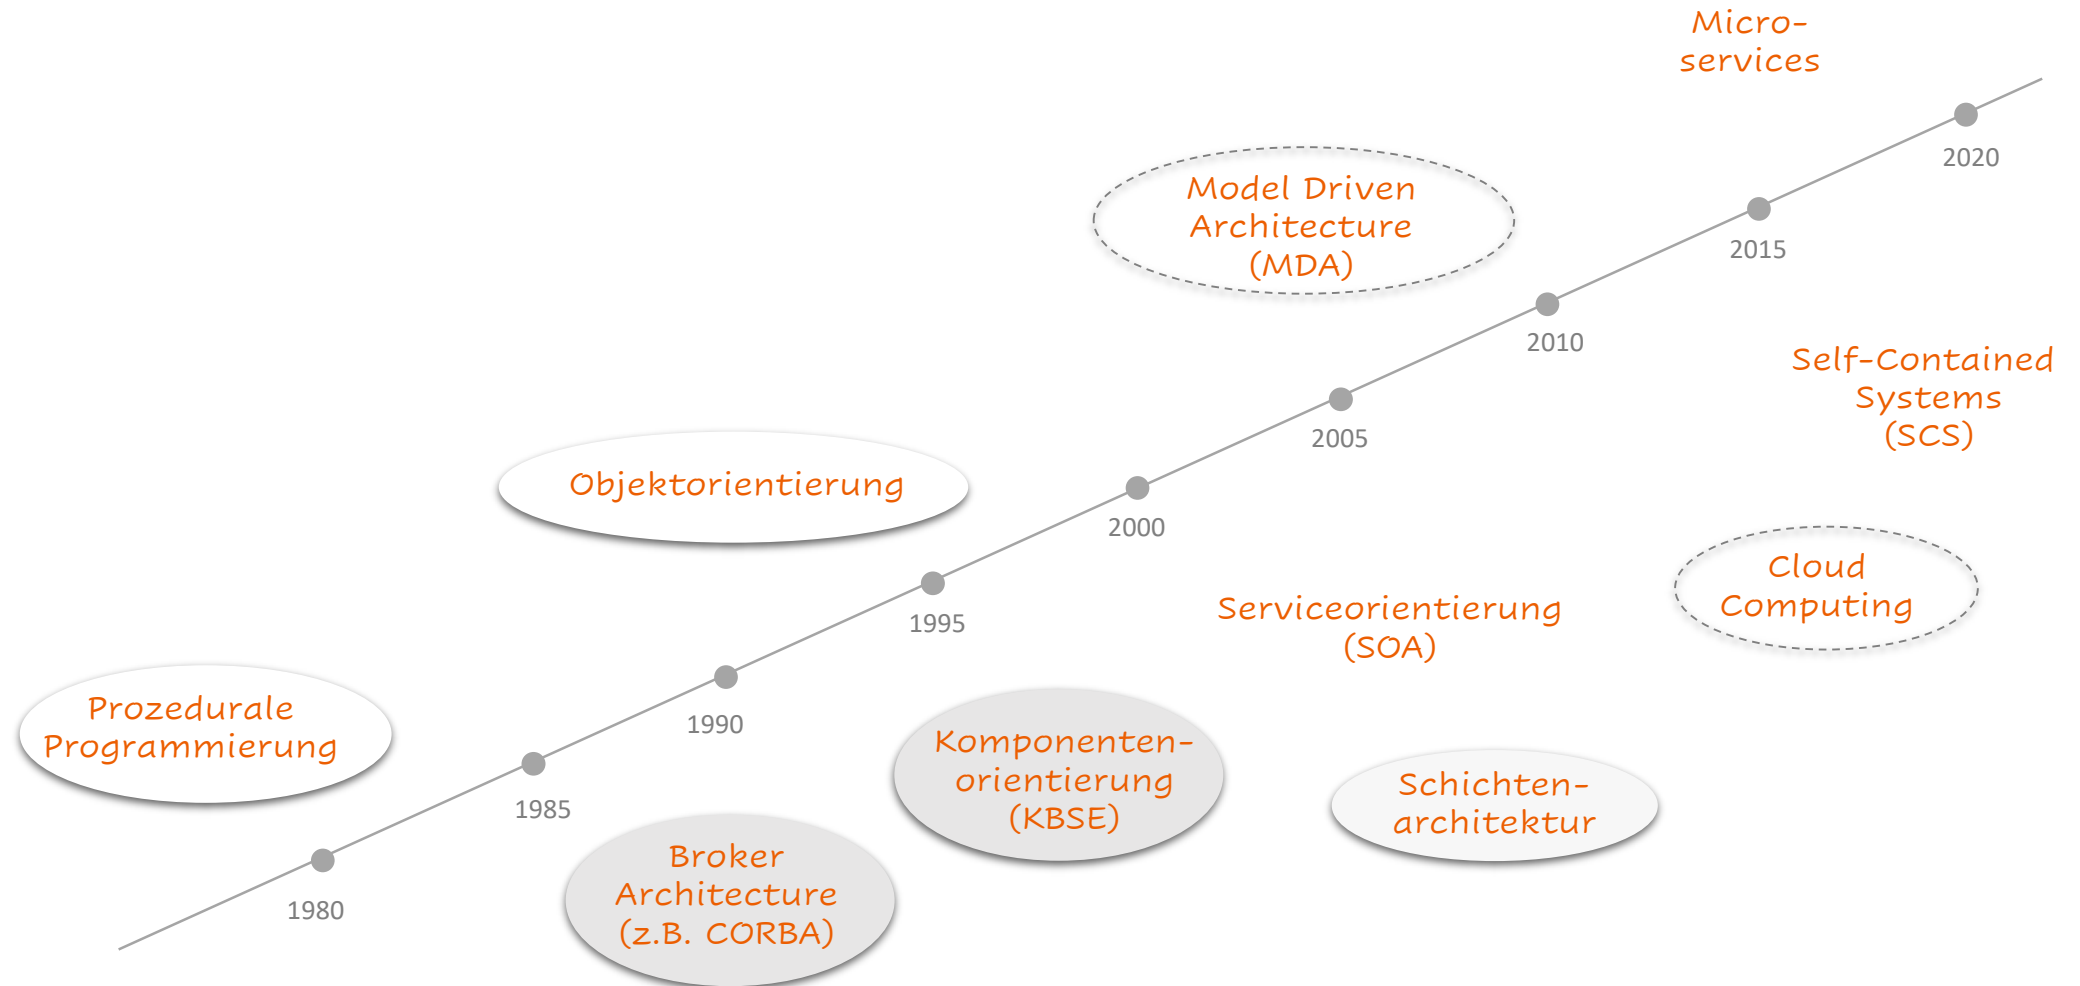 Micro-
services
2020
Model Driven
Architecture
(MDA)
2015
2010
Self-Contained
Systems
(SCS)
2005
Objektorientierung
2000
Cloud
Computing
1995
Serviceorientierung
(SOA)
Prozedurale
Programmierung
1990
Komponenten-
orientierung
(KBSE)
Schichten-
architektur
1985
Broker
Architecture
(z.B. CORBA)
1980